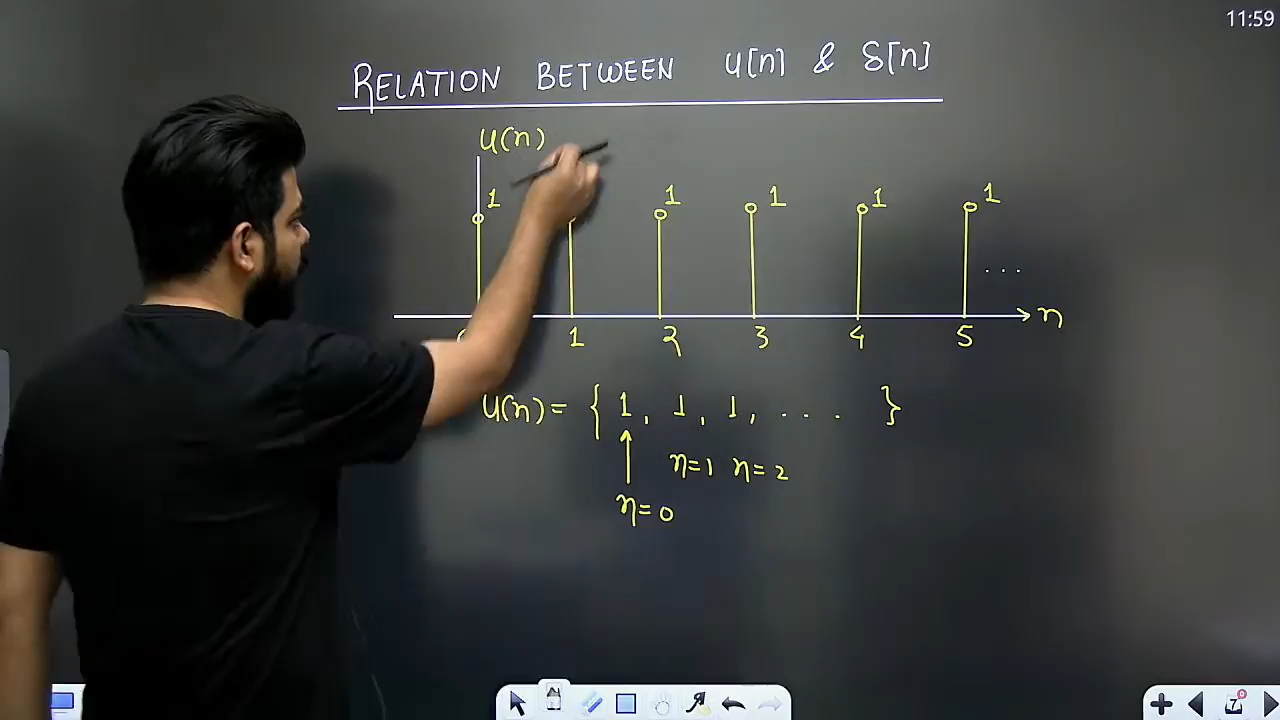 11:59
RELATION BETWEEN u[n] & δ[n]
u(n)
1 1 1 1 1
...
n
1 2 3 4 5
u(n) = { 1, 1, 1, . . . }
n=1 n=2
n=0
7